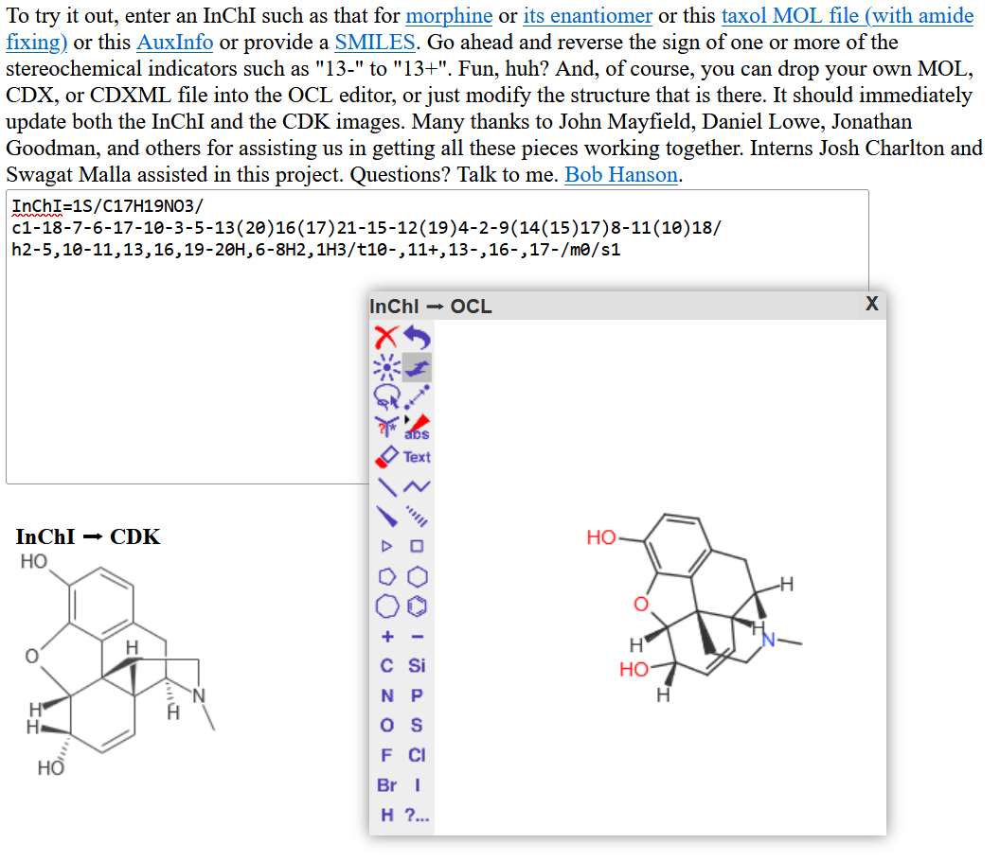 To try it out, enter an InChI such as that for morphine or its enantiomer or this taxol MOL file (with amide
fixing) or this AuxInfo or provide a SMILES. Go ahead and reverse the sign of one or more of the
stereochemical indicators such as "13-" to "13+". Fun, huh? And, of course, you can drop your own MOL,
CDX, or CDXML file into the OCL editor, or just modify the structure that is there. It should immediately
update both the InChI and the CDK images. Many thanks to John Mayfield, Daniel Lowe, Jonathan
Goodman, and others for assisting us in getting all these pieces working together. Interns Josh Charlton and
Swagat Malla assisted in this project. Questions? Talk to me. Bob Hanson.
InChI=1S/C17H19NO3/
c1-18-7-6-17-10-3-5-13(20)16(17)21-15-12(19)4-2-9(14(15)17)8-11(10)18/
h2-5,10-11,13,16,19-20H,6-8H2,1H3/t10-,11+,13-,16-,17-/m0/s1
InChI → OCL X
?*
abs
Text
+ −
C Si
N P
O S
F Cl
Br I
H ?...
HO
H
O
H
N
H
HO
H
InChI → CDK
HO
H
O
N
H
H
H
HO